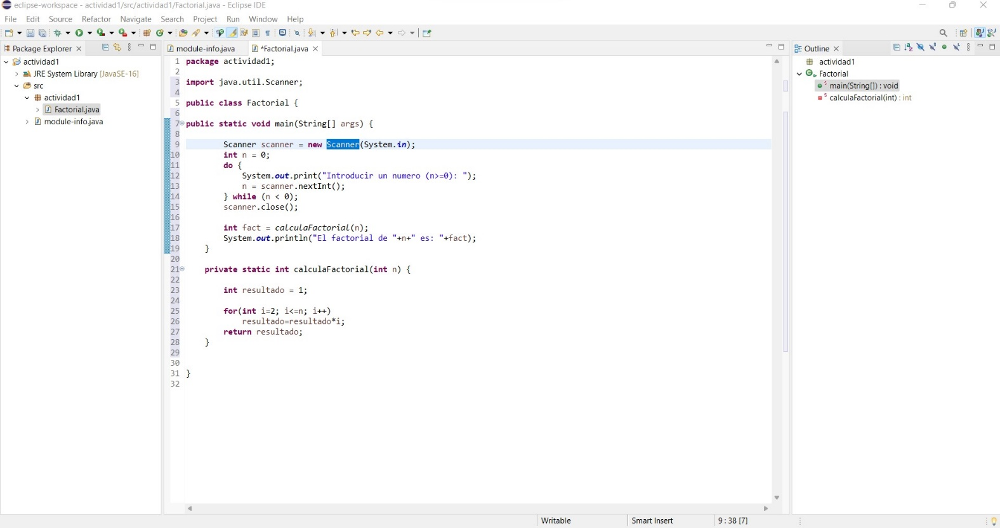 eclipse-workspace - actividad1/src/actividad1/Factorial.java - Eclipse IDE
File Edit Source Refactor Navigate Search Project Run Window Help
Package Explorer
actividad1
JRE System Library [JavaSE-16]
src
actividad1
Factorial.java
module-info.java
module-info.java
*Factorial.java
1 package actividad1;
2
3 import java.util.Scanner;
4
5 public class Factorial {
6
7 public static void main(String[] args) {
8
9 Scanner scanner = new Scanner(System.in);
10 int n = 0;
11 do {
12 System.out.print("Introducir un numero (n>=0): ");
13 n = scanner.nextInt();
14 } while (n < 0);
15 scanner.close();
16
17 int fact = calculaFactorial(n);
18 System.out.println("El factorial de "+n+" es: "+fact);
19 }
20
21 private static int calculaFactorial(int n) {
22
23 int resultado = 1;
24
25 for(int i=2; i<=n; i++)
26 resultado=resultado*i;
27 return resultado;
28 }
29
30
31 }
32
Outline
actividad1
Factorial
main(String[]) : void
calculaFactorial(int) : int
Writable
Smart Insert
9 : 38 [7]